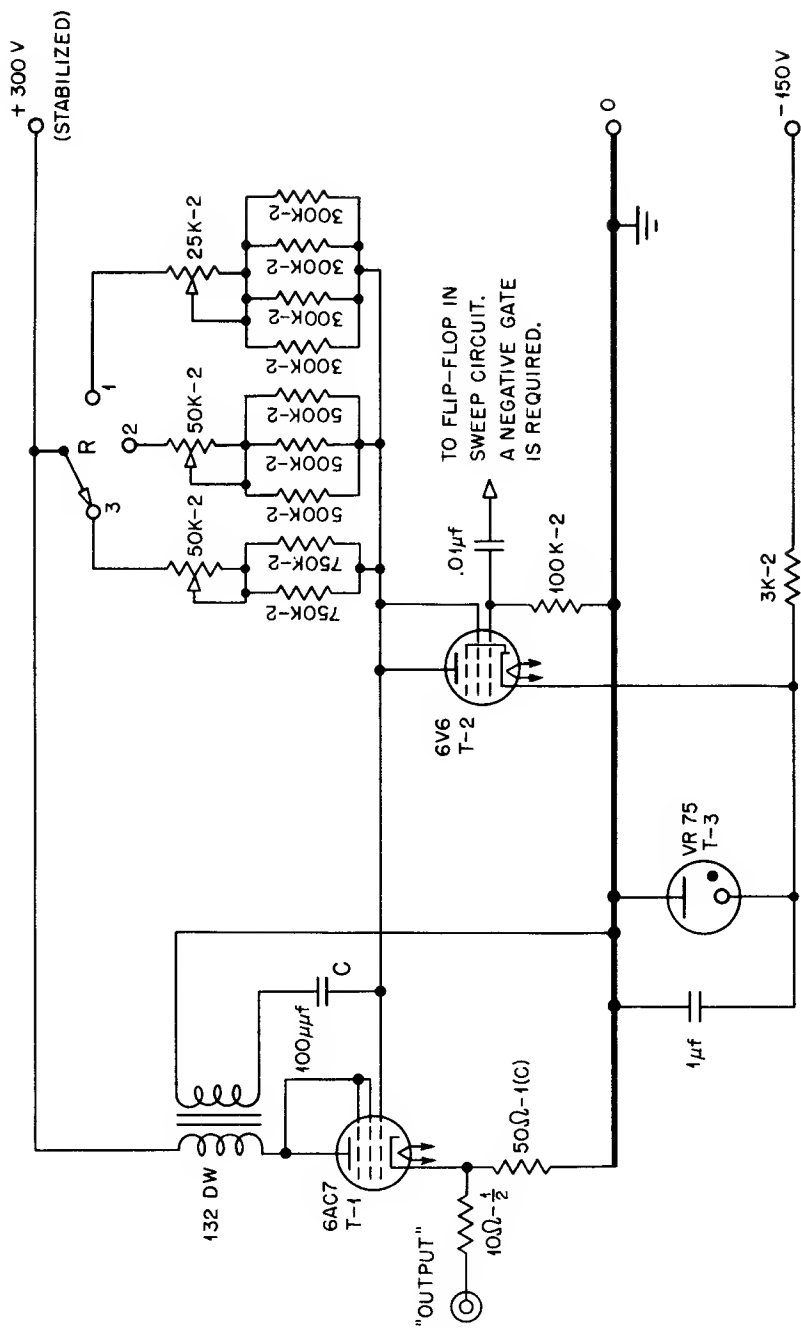 + 300 V
(STABILIZED)
R
1
2
3
25K-2
50K-2
50K-2
300K-2
300K-2
300K-2
300K-2
500K-2
500K-2
500K-2
750K-2
750K-2
132 DW
100μμf
C
6AC7
T-1
"OUTPUT"
10Ω-½
50Ω-1(C)
6V6
T-2
.01μf
TO FLIP-FLOP IN
SWEEP CIRCUIT.
A NEGATIVE GATE
IS REQUIRED.
100K-2
0
VR 75
T-3
1μf
3K-2
-150V